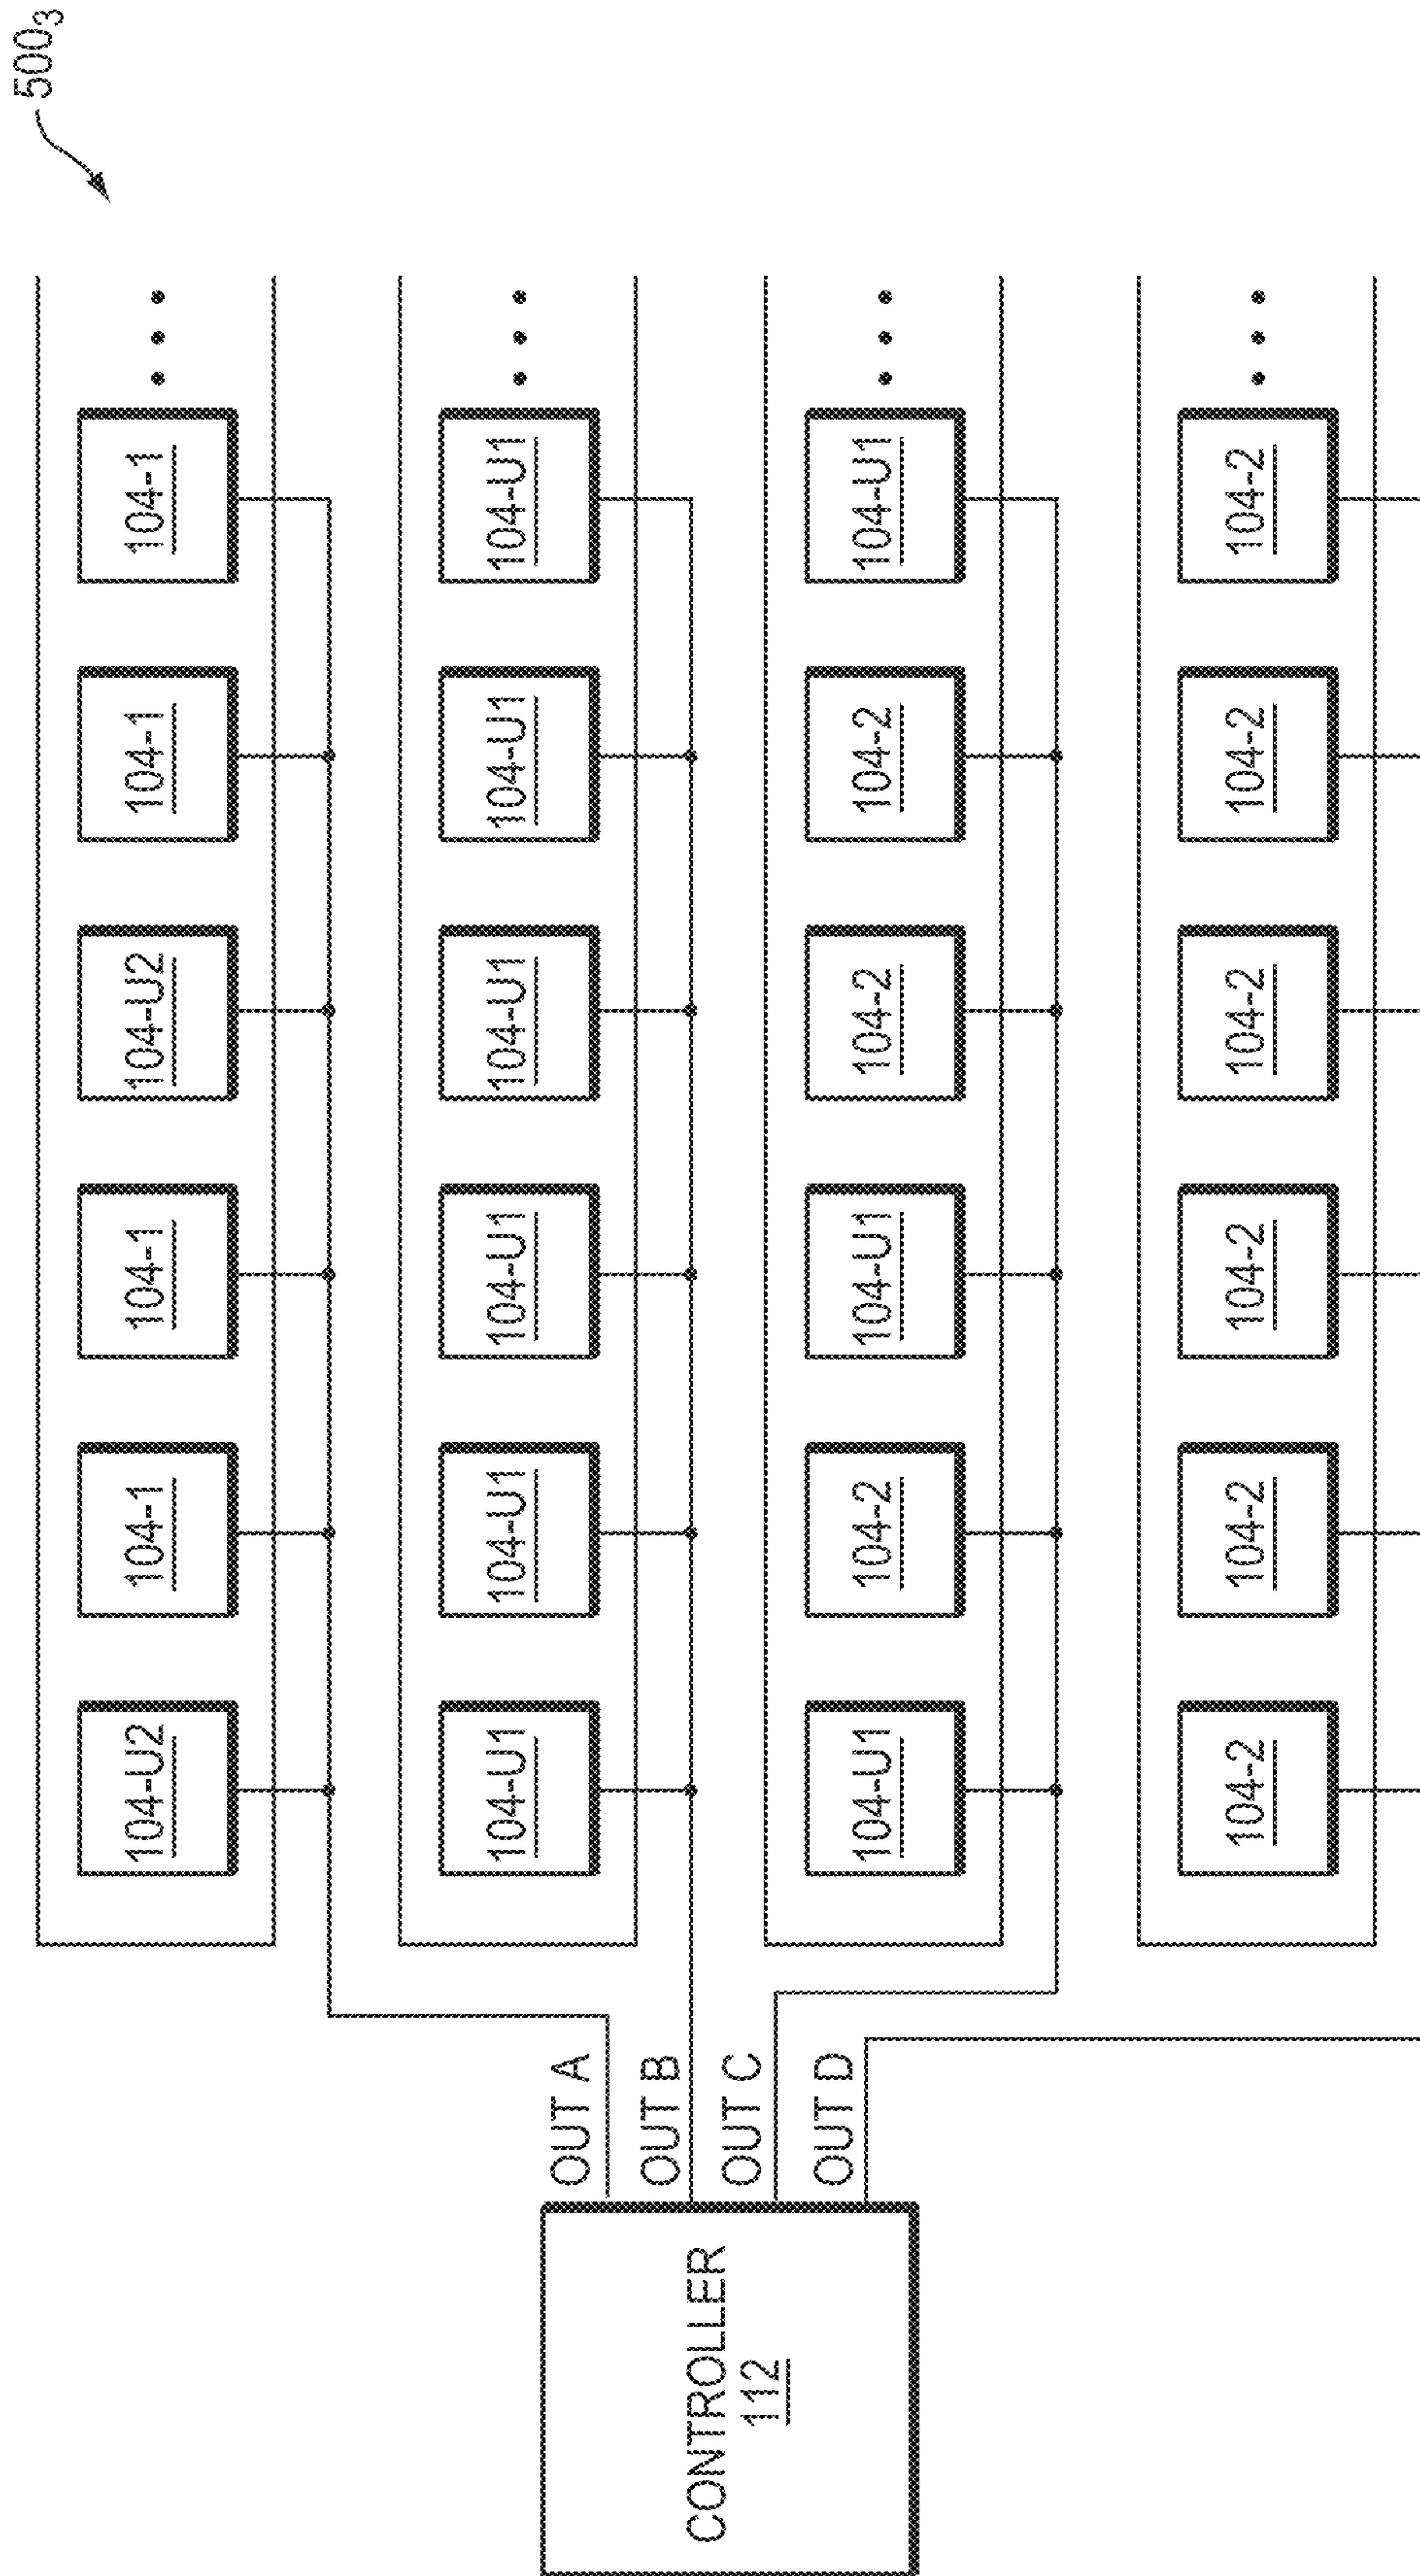 500₃
104-U2 104-1 104-1 104-U2 104-1 104-1
104-U1 104-U1 104-U1 104-U1 104-U1 104-U1
OUT A
OUT B
OUT C
OUT D
CONTROLLER
112
104-U1 104-2 104-U1 104-2 104-2 104-U1
104-2 104-2 104-2 104-2 104-2 104-2